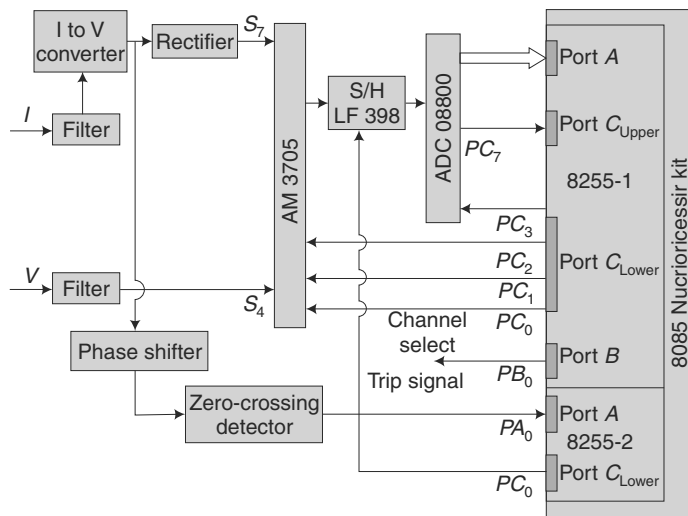 I to V
converter
Rectifier
S7
I
Filter
S/H
LF 398
AM 3705
ADC 08800
PC7
Port A
Port CUpper
8255-1
8085 Nucrioricessir kit
PC3
PC2
PC1
PC0
Port CLower
V
Filter
S4
Channel
select
Trip signal
PB0
Port B
Phase shifter
Zero-crossing
detector
PA0
Port A
8255-2
PC0
Port CLower